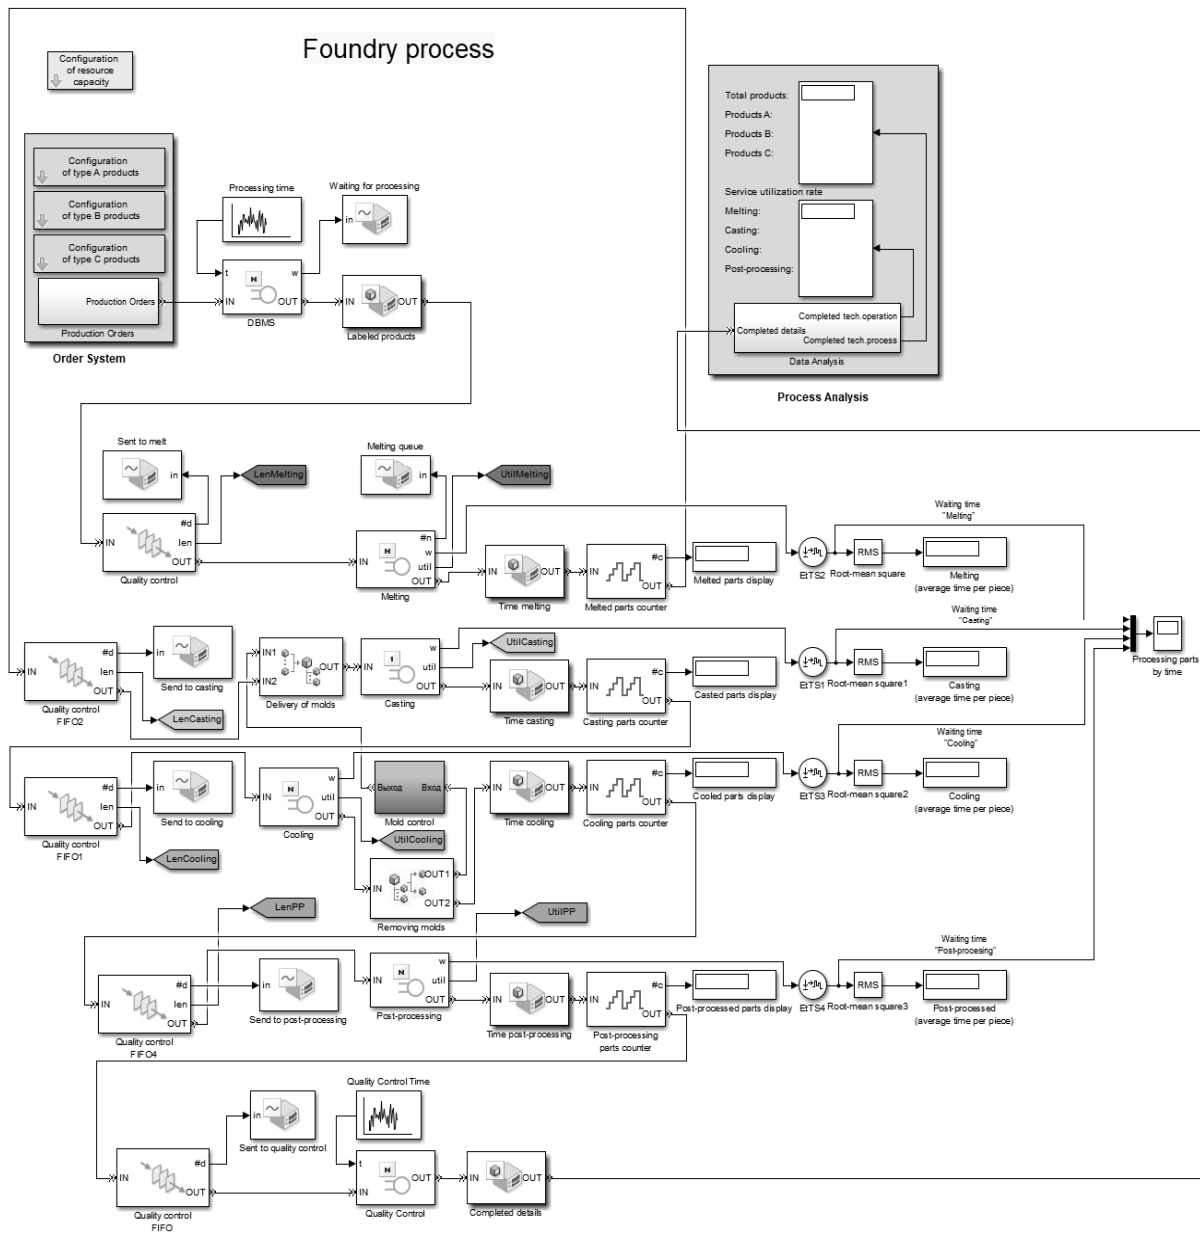 Foundry process
Configuration
of resource
capacity
Configuration
of type A products
Configuration
of type B products
Configuration
of type C products
Production Orders
Production Orders
Order System
Processing time
Waiting for processing
in
t
w
IN
OUT
DBMS
IN
OUT
Labeled products
Total products:
Products A:
Products B:
Products C:
Service utilization rate
Melting:
Casting:
Cooling:
Post-processing:
Completed tech.operation
Completed details
Completed tech.process
Data Analysis
Process Analysis
Sent to melt
in
LenMelting
Melting queue
in
UtilMelting
#d
len
IN
OUT
Quality control
#n
w
util
IN
OUT
Melting
IN
OUT
Time melting
#c
IN
OUT
Melted parts counter
Melted parts display
EtTS2
RMS
Root-mean square
Melting
(average time per piece)
Waiting time
"Melting"
#d
len
IN
OUT
Quality control
FIFO2
in
Send to casting
LenCasting
IN1
IN2
OUT
Delivery of molds
w
util
IN
OUT
Casting
UtilCasting
IN
OUT
Time casting
#c
IN
OUT
Casting parts counter
Casted parts display
EtTS1
RMS
Root-mean square1
Casting
(average time per piece)
Waiting time
"Casting"
Processing parts
by time
#d
len
IN
OUT
Quality control
FIFO1
in
Send to cooling
LenCooling
w
util
IN
OUT
Cooling
Выход
Вход
Mold control
UtilCooling
IN
OUT1
OUT2
Removing molds
IN
OUT
Time cooling
#c
IN
OUT
Cooling parts counter
Cooled parts display
EtTS3
RMS
Root-mean square2
Cooling
(average time per piece)
Waiting time
"Cooling"
LenPP
UtilPP
#d
len
IN
OUT
Quality control
FIFO4
in
Send to post-processing
w
util
IN
OUT
Post-processing
IN
OUT
Time post-processing
#c
IN
OUT
Post-processing
parts counter
Post-processed parts display
EtTS4
RMS
Root-mean square3
Post-processed
(average time per piece)
Waiting time
"Post-procesing"
#d
IN
OUT
Quality control
FIFO
in
Sent to quality control
Quality Control Time
t
IN
OUT
Quality Control
IN
OUT
Completed details